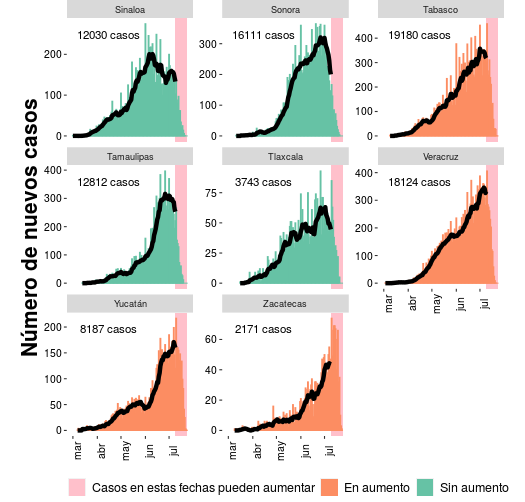 Número de nuevos casos
Sinaloa
12030 casos
200
100
0
Sonora
16111 casos
300
200
100
0
Tabasco
19180 casos
400
300
200
100
0
Tamaulipas
12812 casos
400
300
200
100
0
Tlaxcala
3743 casos
75
50
25
0
Veracruz
18124 casos
400
300
200
100
0
mar
abr
may
jun
jul
Yucatán
8187 casos
200
150
100
50
0
mar
abr
may
jun
jul
Zacatecas
2171 casos
60
40
20
0
mar
abr
may
jun
jul
Casos en estas fechas pueden aumentar En aumento Sin aumento